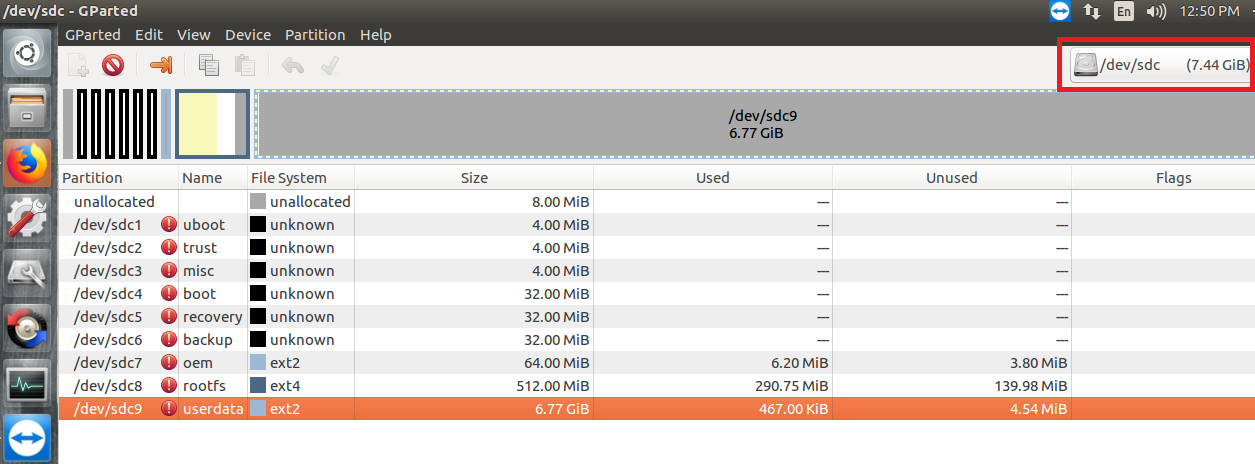 /dev/sdc - GParted En 12:50 PM
GParted Edit View Device Partition Help
/dev/sdc (7.44 GiB)
/dev/sdc9
6.77 GiB
Partition Name File System Size Used Unused Flags
unallocated unallocated 8.00 MiB --- ---
/dev/sdc1 uboot unknown 4.00 MiB --- ---
/dev/sdc2 trust unknown 4.00 MiB --- ---
/dev/sdc3 misc unknown 4.00 MiB --- ---
/dev/sdc4 boot unknown 32.00 MiB --- ---
/dev/sdc5 recovery unknown 32.00 MiB --- ---
/dev/sdc6 backup unknown 32.00 MiB --- ---
/dev/sdc7 oem ext2 64.00 MiB 6.20 MiB 3.80 MiB
/dev/sdc8 rootfs ext4 512.00 MiB 290.75 MiB 139.98 MiB
/dev/sdc9 userdata ext2 6.77 GiB 467.00 KiB 4.54 MiB